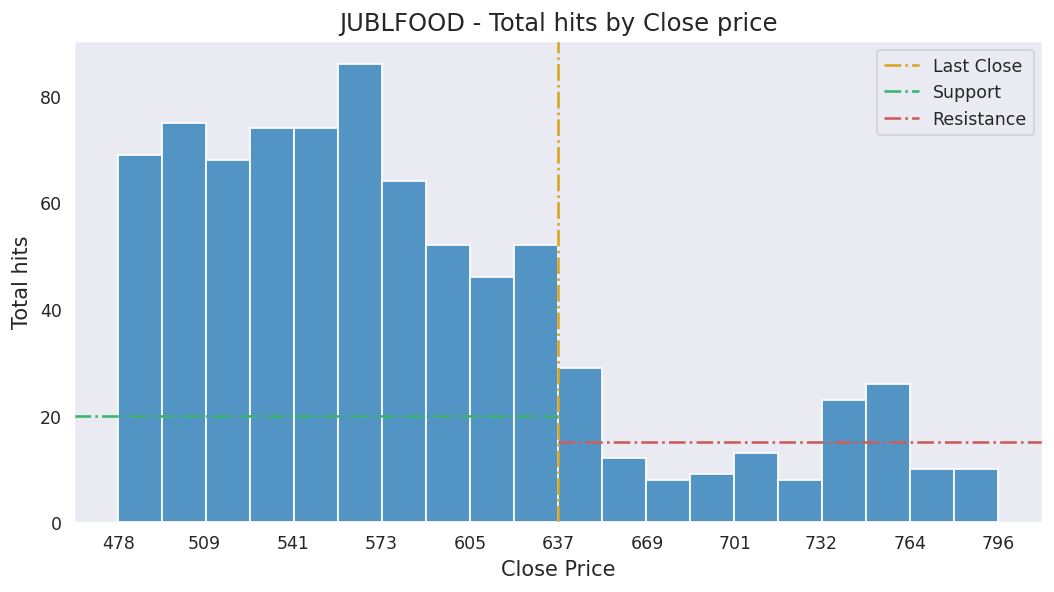 JUBLFOOD - Total hits by Close price
Last Close
Support
Resistance
Total hits
80
60
40
20
0
478 509 541 573 605 637 669 701 732 764 796
Close Price